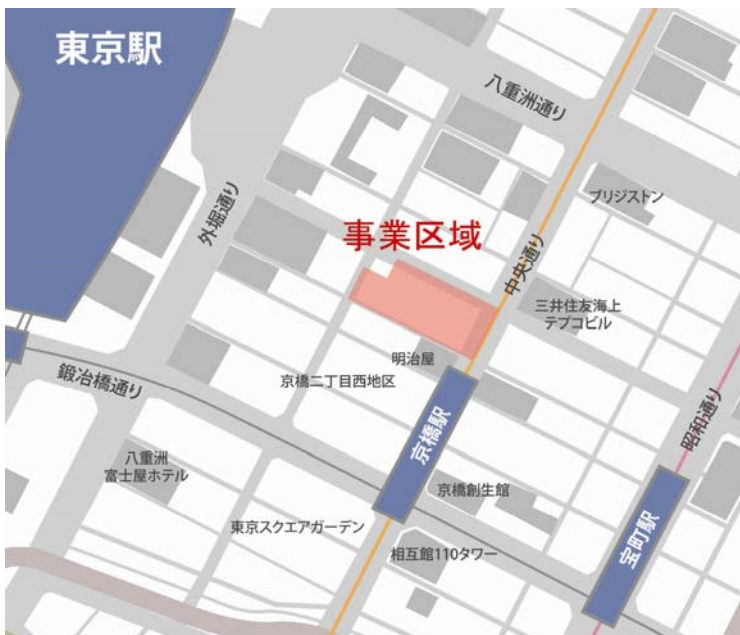 東京駅
八重洲通り
外堀通り
ブリジストン
事業区域
中央通り
三井住友海上
テプコビル
明治屋
京橋二丁目西地区
鍛冶橋通り
昭和通り
京橋駅
八重洲
富士屋ホテル
京橋創生館
東京スクエアガーデン
相互館110タワー
宝町駅